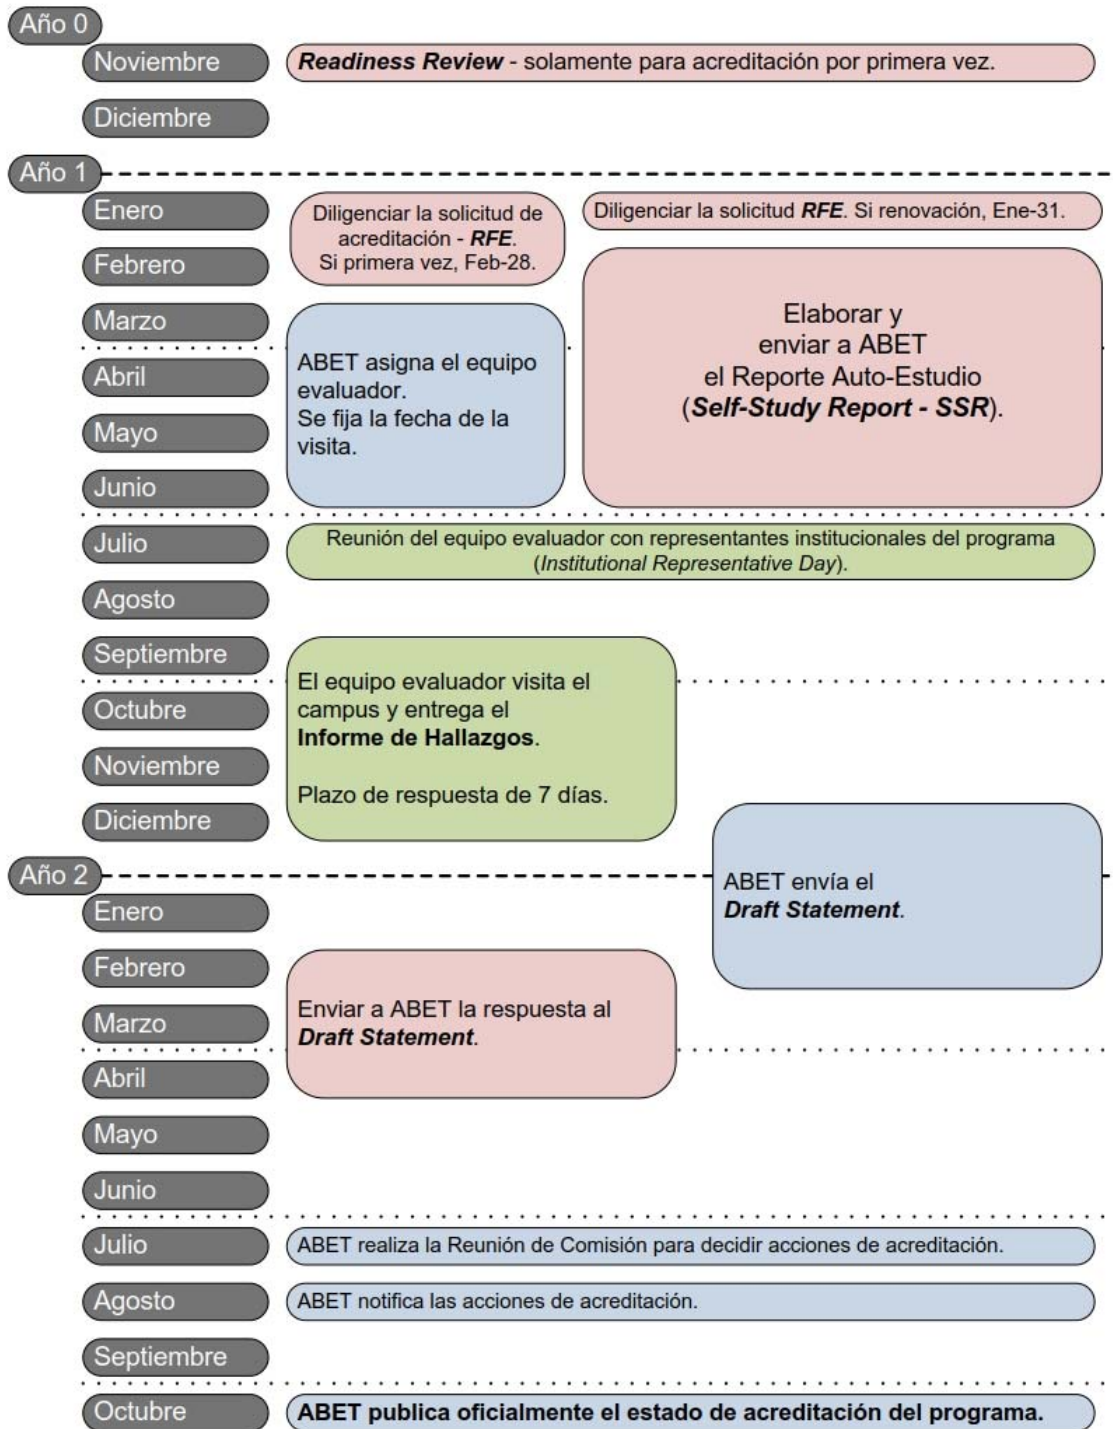 Año 0
Noviembre
Readiness Review - solamente para acreditación por primera vez.
Diciembre
Año 1
Enero
Diligenciar la solicitud de
acreditación - RFE.
Si primera vez, Feb-28.
Diligenciar la solicitud RFE. Si renovación, Ene-31.
Febrero
Marzo
Elaborar y
enviar a ABET
el Reporte Auto-Estudio
(Self-Study Report - SSR).
ABET asigna el equipo
evaluador.
Se fija la fecha de la
visita.
Abril
Mayo
Junio
Julio
Reunión del equipo evaluador con representantes institucionales del programa
(Institutional Representative Day).
Agosto
Septiembre
El equipo evaluador visita el
campus y entrega el
Informe de Hallazgos.
Plazo de respuesta de 7 días.
Octubre
Noviembre
Diciembre
Año 2
ABET envía el
Draft Statement.
Enero
Febrero
Marzo
Enviar a ABET la respuesta al
Draft Statement.
Abril
Mayo
Junio
Julio
ABET realiza la Reunión de Comisión para decidir acciones de acreditación.
Agosto
ABET notifica las acciones de acreditación.
Septiembre
Octubre
ABET publica oficialmente el estado de acreditación del programa.